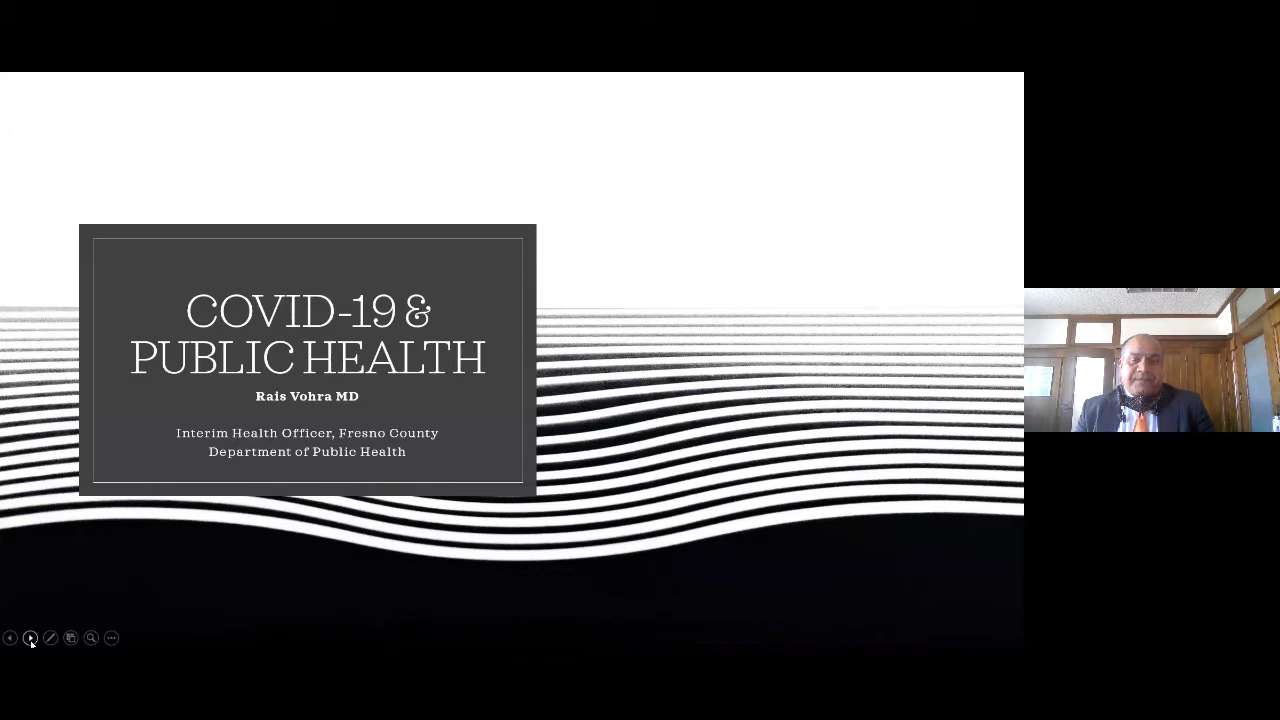 COVID-19 &
PUBLIC HEALTH
Rais Vohra MD
Interim Health Officer, Fresno County
Department of Public Health